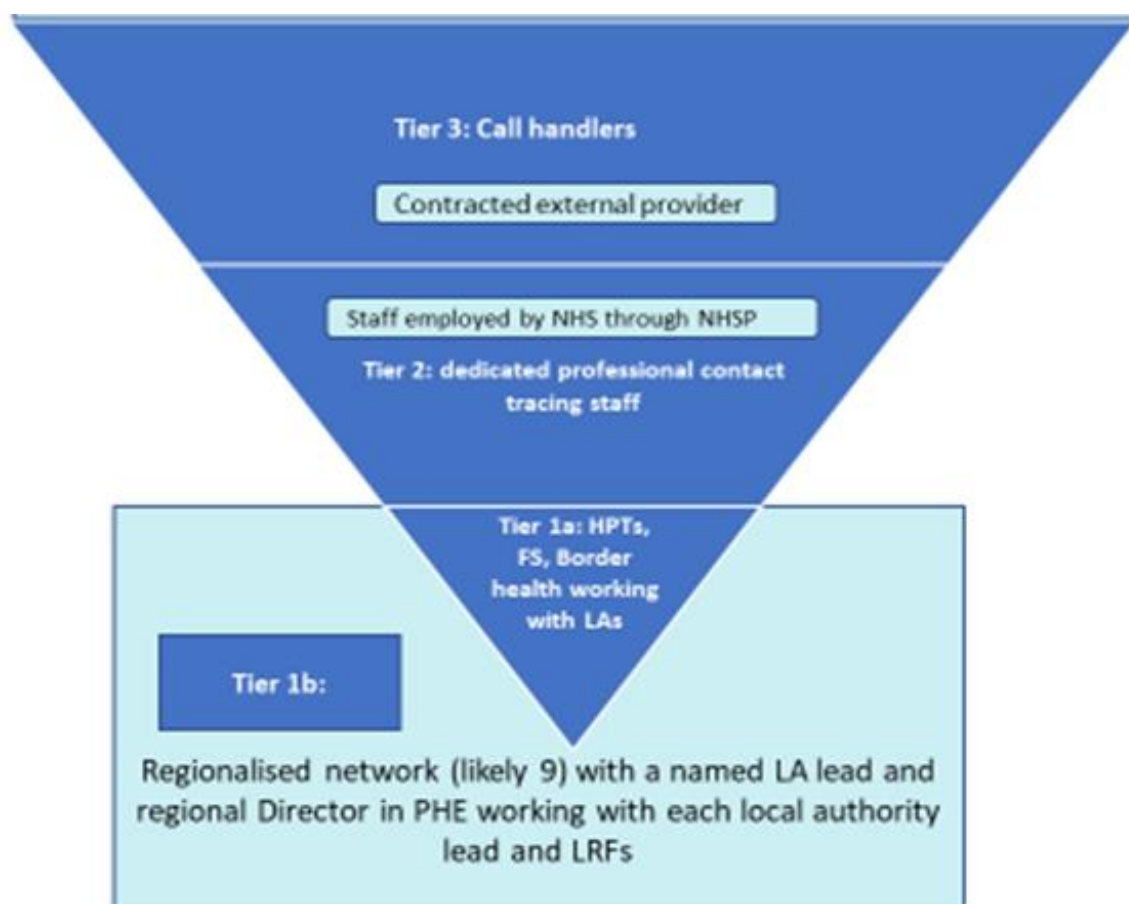 Tier 3: Call handlers
Contracted external provider
Staff employed by NHS through NHSP
Tier 2: dedicated professional contact
tracing staff
Tier 1a: HPTs,
FS, Border
health working
with LAs
Tier 1b:
Regionalised network (likely 9) with a named LA lead and
regional Director in PHE working with each local authority
lead and LRFs